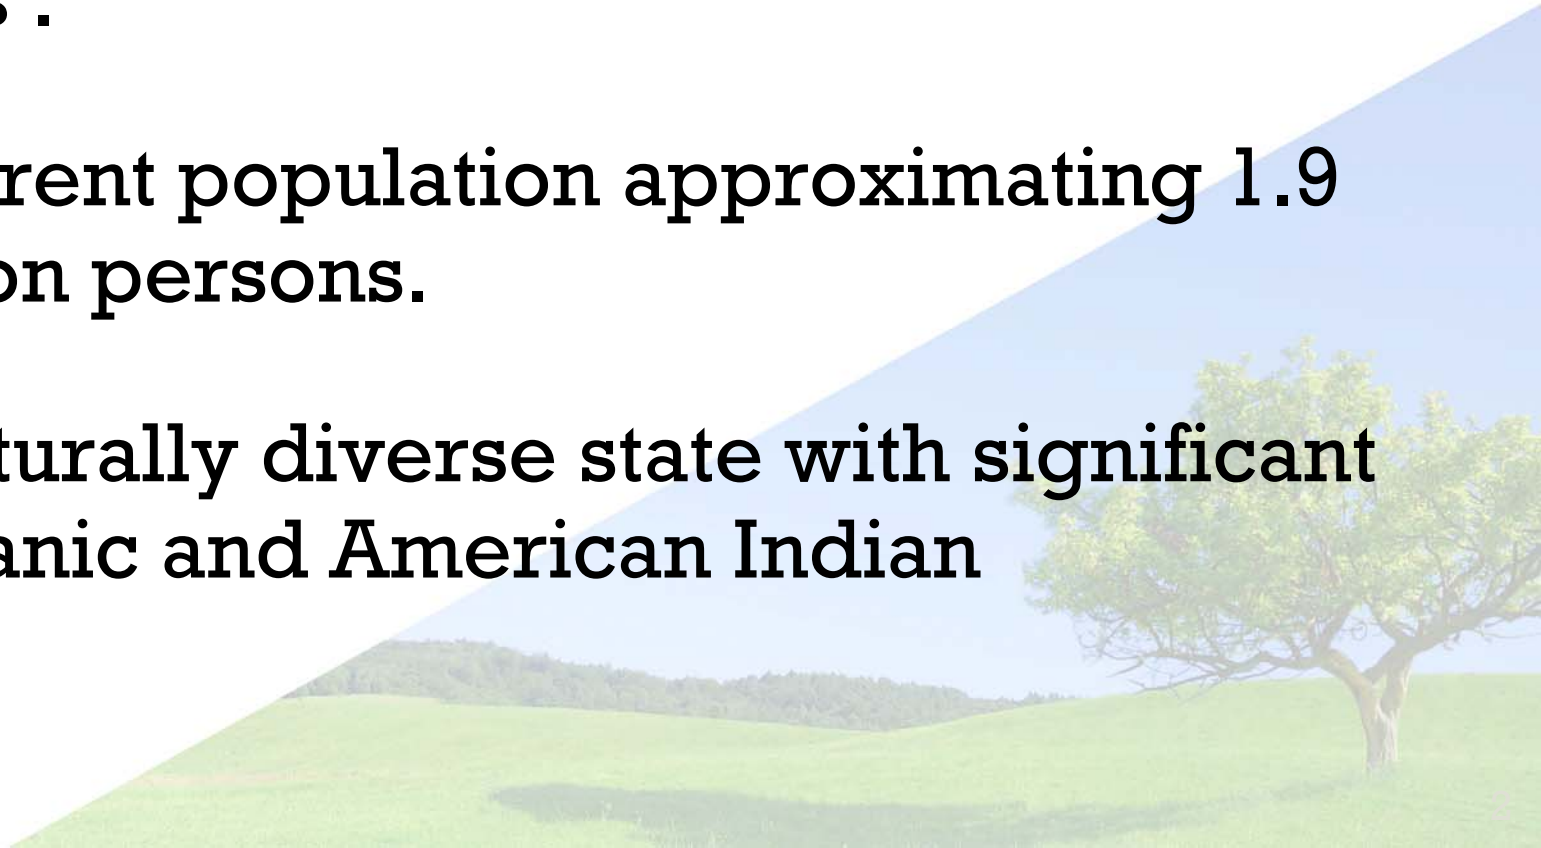 rent population approximating 1.9
on persons.
turally diverse state with significant
anic and American Indian